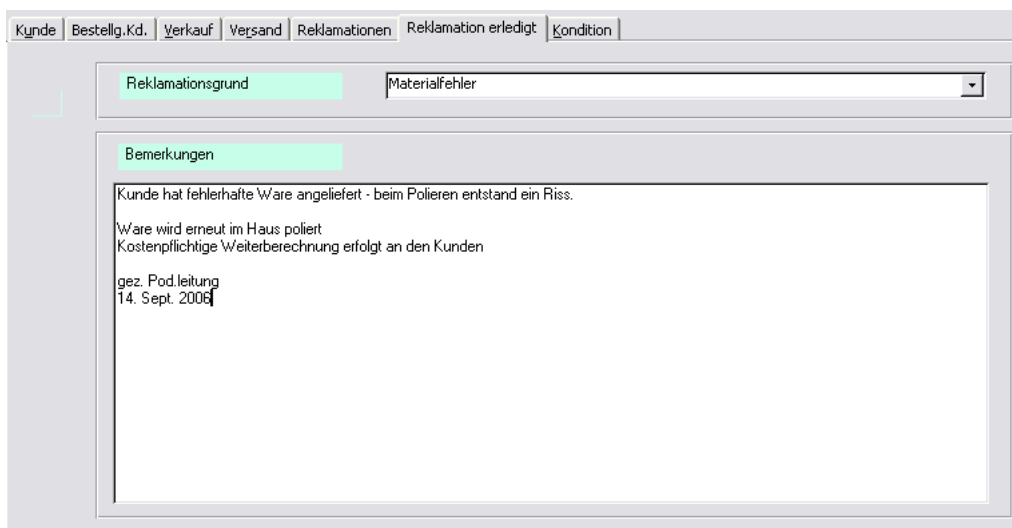 Kunde Bestellg.Kd. Verkauf Versand Reklamationen Reklamation erledigt Kondition
Reklamationsgrund Materialfehler
Bemerkungen
Kunde hat fehlerhafte Ware angeliefert - beim Polieren entstand ein Riss.
Ware wird erneut im Haus poliert
Kostenpflichtige Weiterberechnung erfolgt an den Kunden
gez. Pod.leitung
14. Sept. 2006